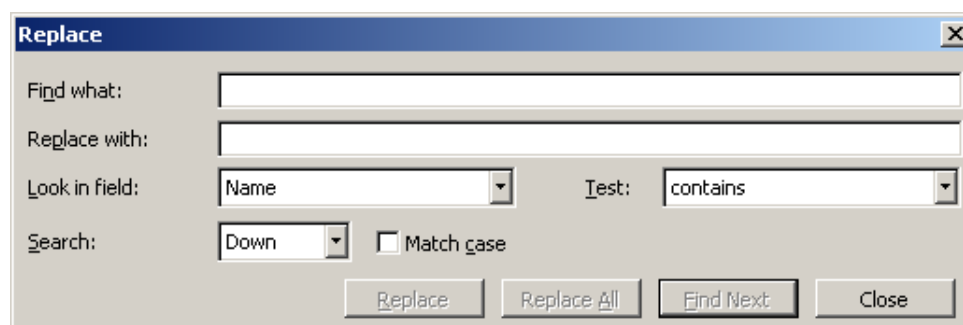 Replace
Find what:
Replace with:
Look in field: Name Test: contains
Search: Down Match case
Replace Replace All Find Next Close